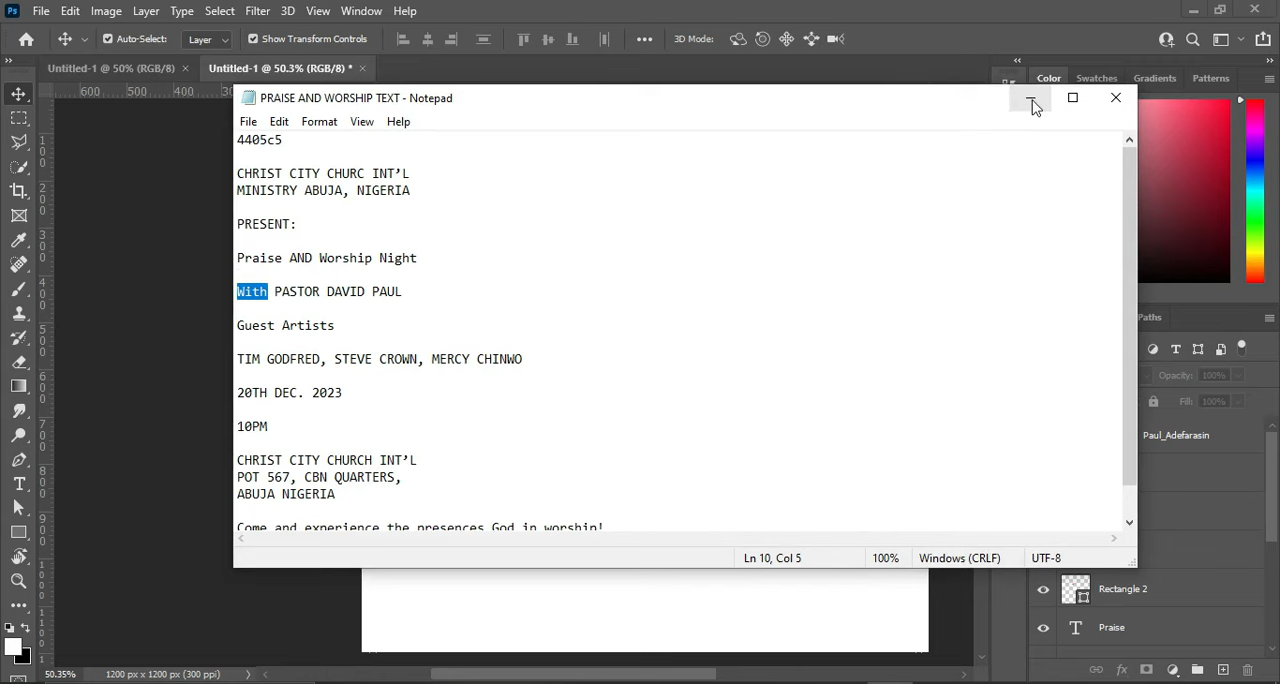 Ps File Edit Image Layer Type Select Filter 3D View Window Help
Auto-Select: Layer Show Transform Controls 3D Mode:
Untitled-1 @ 50% (RGB/8) × Untitled-1 @ 50.3% (RGB/8) * ×
Color Swatches Gradients Patterns
600 500 400
PRAISE AND WORSHIP TEXT - Notepad
File Edit Format View Help
4405c5
CHRIST CITY CHURC INT’L
MINISTRY ABUJA, NIGERIA
PRESENT:
Praise AND Worship Night
With PASTOR DAVID PAUL
Guest Artists
TIM GODFRED, STEVE CROWN, MERCY CHINWO
20TH DEC. 2023
10PM
CHRIST CITY CHURCH INT’L
POT 567, CBN QUARTERS,
ABUJA NIGERIA
Come and experience the presences God in worship!
Ln 10, Col 5 100% Windows (CRLF) UTF-8
Paths
Opacity: 100%
Fill: 100%
Paul_Adefarasin
Rectangle 2
Praise
50.35% 1200 px x 1200 px (300 ppi)